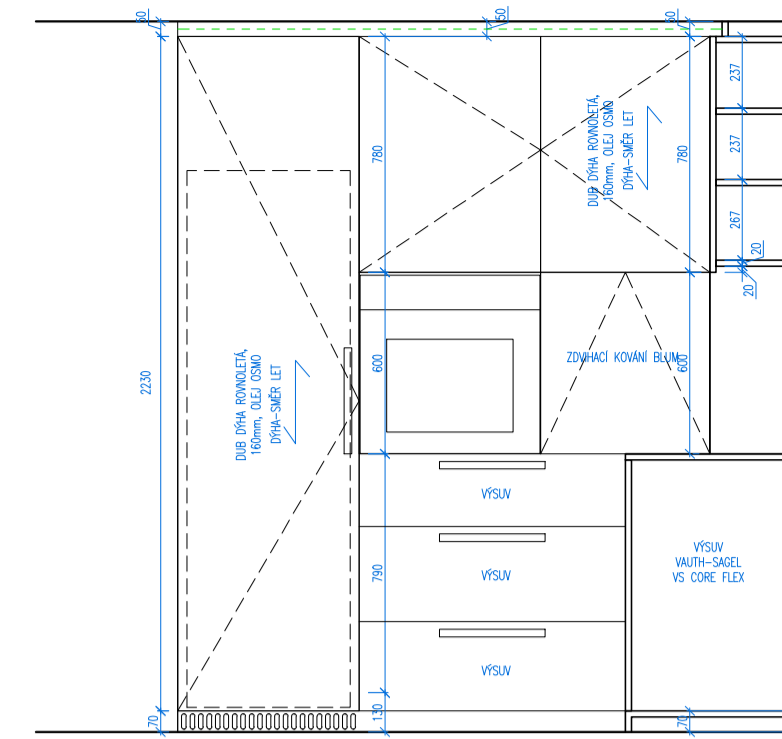 50
50
50
237
237
267
20
20
780
780
DUB DÝHA ROVNOLETÁ,
160mm, OLEJ OSMO
DÝHA-SMĚR LET
2230
DUB DÝHA ROVNOLETÁ,
160mm, OLEJ OSMO
DÝHA-SMĚR LET
600
ZDVIHACÍ KOVÁNÍ BLUM
600
VÝSUV
790
VÝSUV
VÝSUV
VAUTH-SAGEL
VS CORE FLEX
VÝSUV
70
130
70